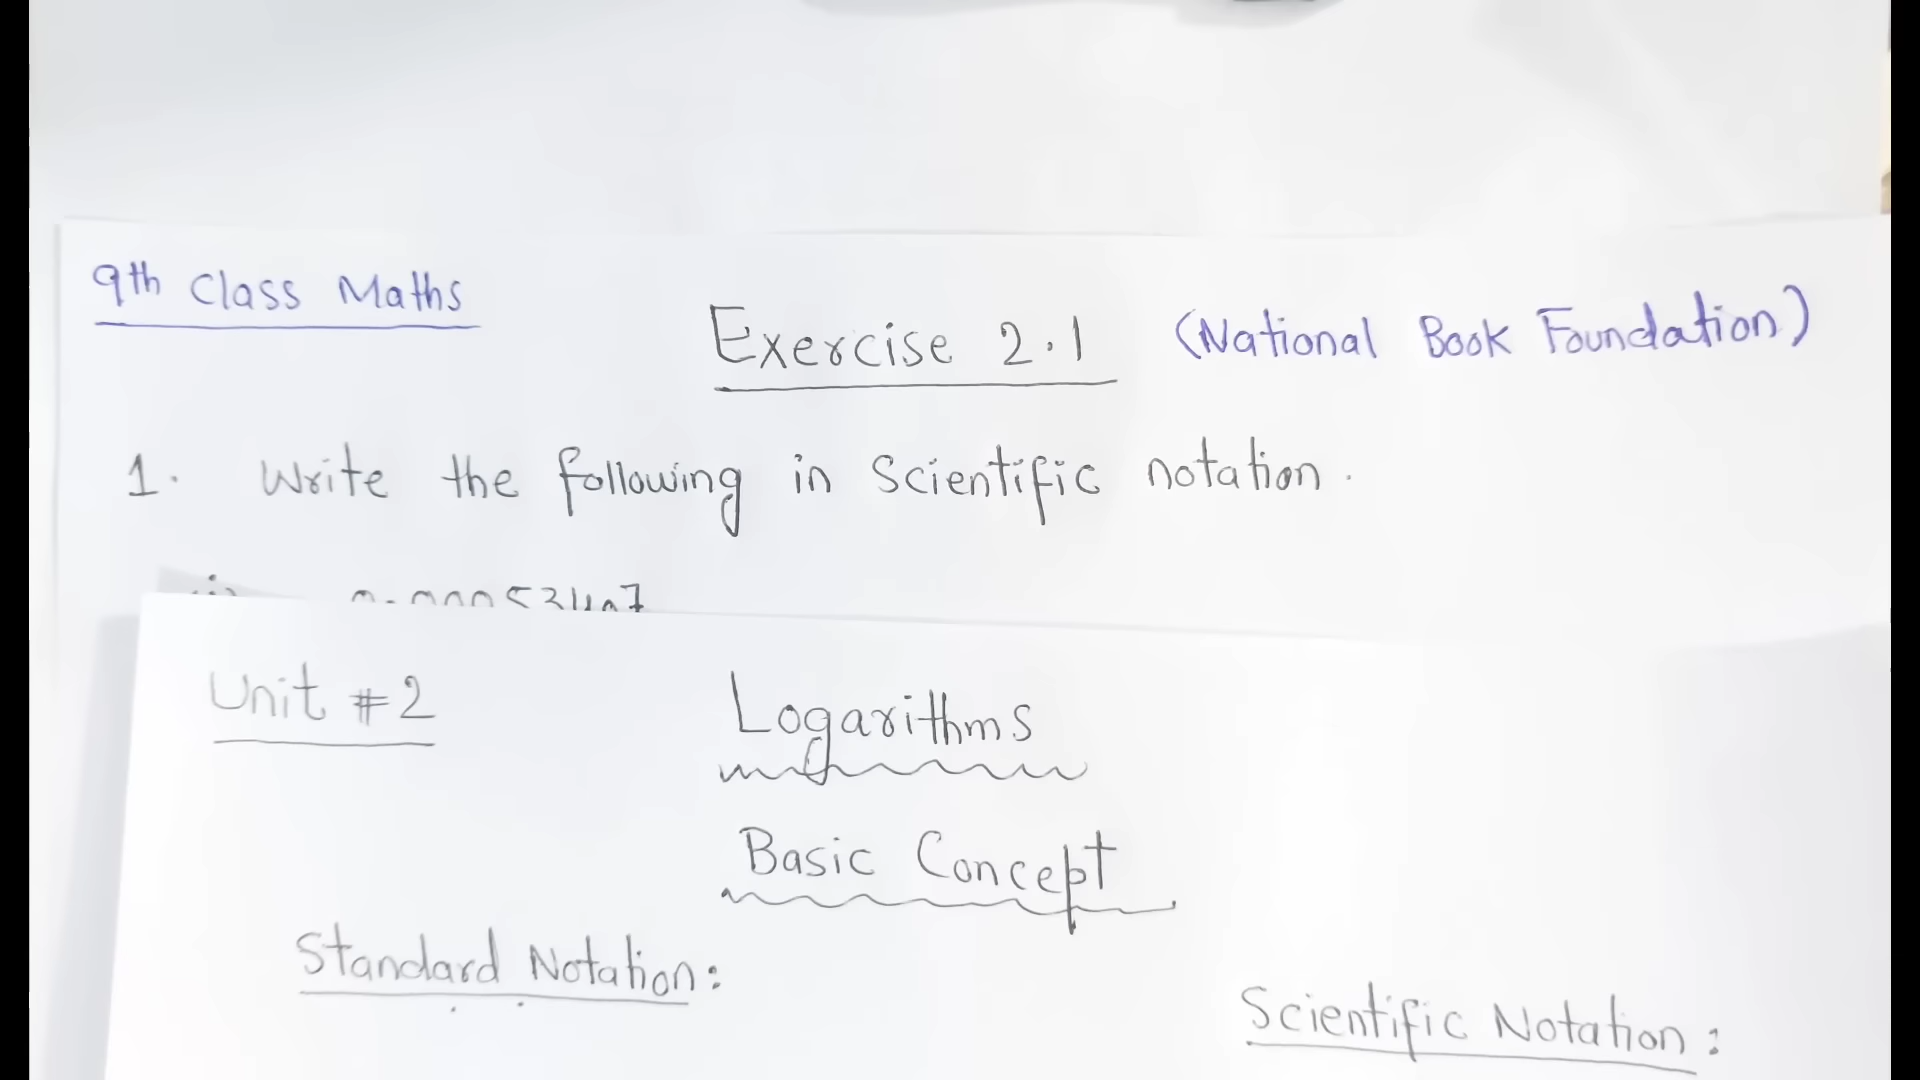 9th Class Maths
Exercise 2.1 (National Book Foundation)
1. Write the following in Scientific notation.
Unit #2
Logarithms
Basic Concept
Standard Notation:
Scientific Notation: